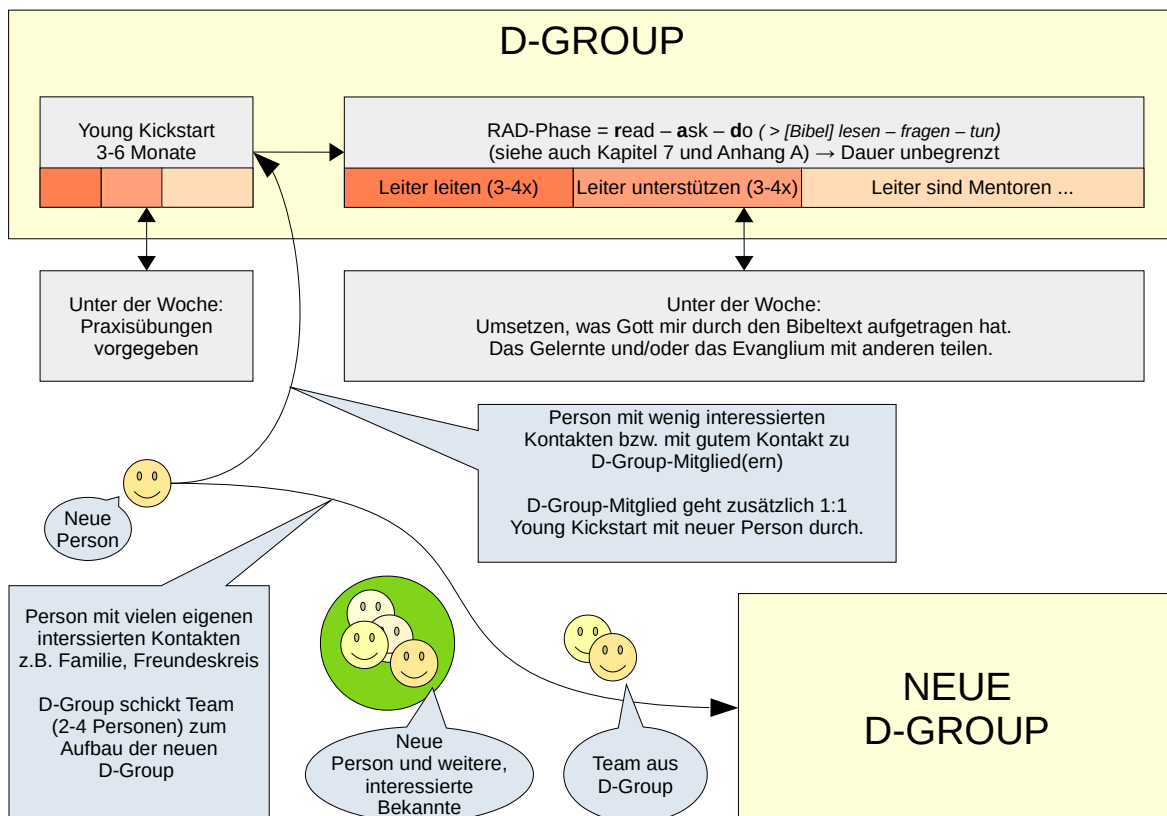 D-GROUP
Young Kickstart
3-6 Monate
RAD-Phase = read – ask – do ( > [Bibel] lesen – fragen – tun)
(siehe auch Kapitel 7 und Anhang A) → Dauer unbegrenzt
Leiter leiten (3-4x)
Leiter unterstützen (3-4x)
Leiter sind Mentoren ...
Unter der Woche:
Praxisübungen
vorgegeben
Unter der Woche:
Umsetzen, was Gott mir durch den Bibeltext aufgetragen hat.
Das Gelernte und/oder das Evanglium mit anderen teilen.
Person mit wenig interessierten
Kontakten bzw. mit gutem Kontakt zu
D-Group-Mitglied(ern)
D-Group-Mitglied geht zusätzlich 1:1
Young Kickstart mit neuer Person durch.
Neue
Person
Person mit vielen eigenen
interssierten Kontakten
z.B. Familie, Freundeskreis
D-Group schickt Team
(2-4 Personen) zum
Aufbau der neuen
D-Group
Neue
Person und weitere,
interessierte
Bekannte
Team aus
D-Group
NEUE
D-GROUP